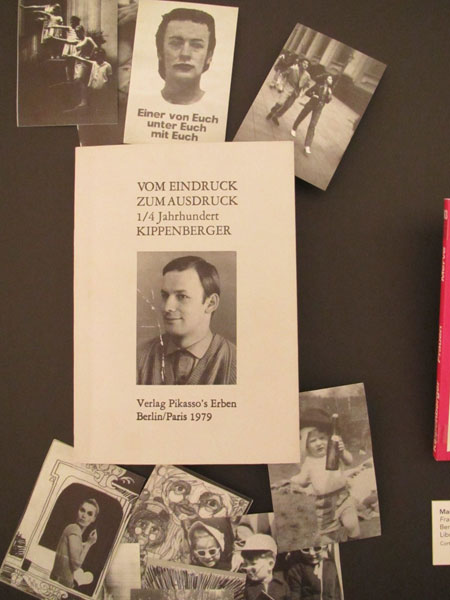 Einer von Euch
unter Euch
mit Euch
VOM EINDRUCK
ZUM AUSDRUCK
1/4 Jahrhundert
KIPPENBERGER
Verlag Pikasso's Erben
Berlin/Paris 1979